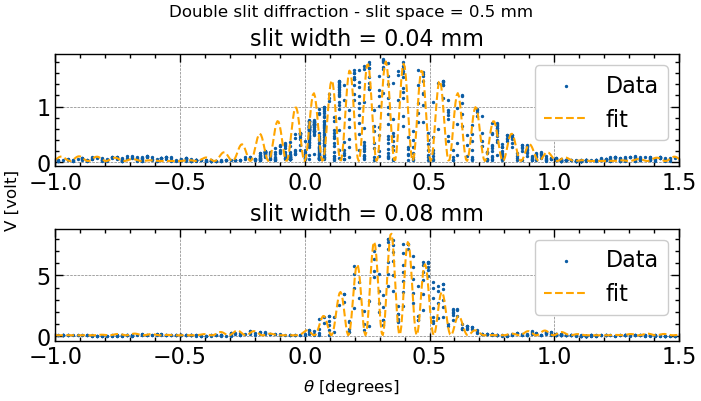 Double slit diffraction - slit space = 0.5 mm
slit width = 0.04 mm
Data
fit
1
0
−1.0 −0.5 0.0 0.5 1.0 1.5
V [volt]
slit width = 0.08 mm
Data
fit
5
0
−1.0 −0.5 0.0 0.5 1.0 1.5
θ [degrees]